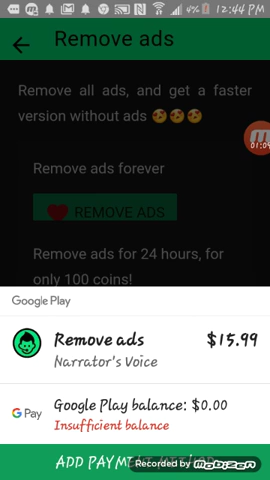 4% 12:44 PM
Remove ads
Remove all ads, and get a faster
version without ads
01:04
Remove ads forever
REMOVE ADS
Remove ads for 24 hours, for
only 100 coins!
Google Play
Remove ads $15.99
Narrator's Voice
G Pay Google Play balance: $0.00
Insufficient balance
ADD PAYMENT
Recorded by mobizen